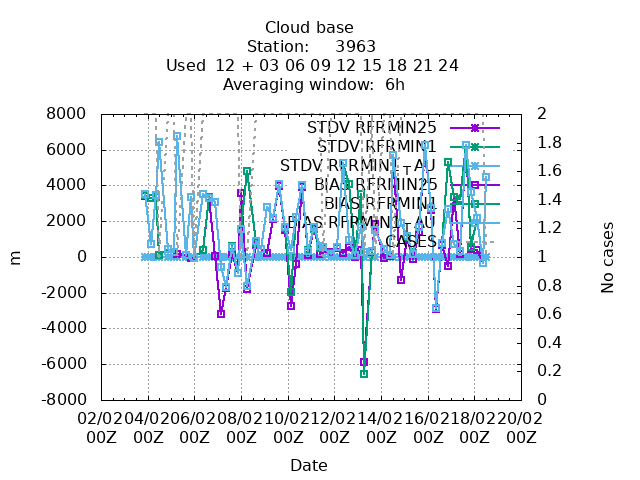 Cloud base
Station: 3963
Used 12 + 03 06 09 12 15 18 21 24
Averaging window: 6h
8000
6000
4000
2000
0
-2000
-4000
-6000
-8000
m
2
1.8
1.6
1.4
1.2
1
0.8
0.6
0.4
0.2
0
No cases
STDV RFRMIN25
STDV RFRMIN1
STDV RFRMIN1_AU
BIAS RFRMIN25
BIAS RFRMIN1
BIAS RFRMIN1_AU
CASES
02/02 04/02 06/02 08/02 10/02 12/02 14/02 16/02 18/02 20/02
00Z 00Z 00Z 00Z 00Z 00Z 00Z 00Z 00Z 00Z
Date